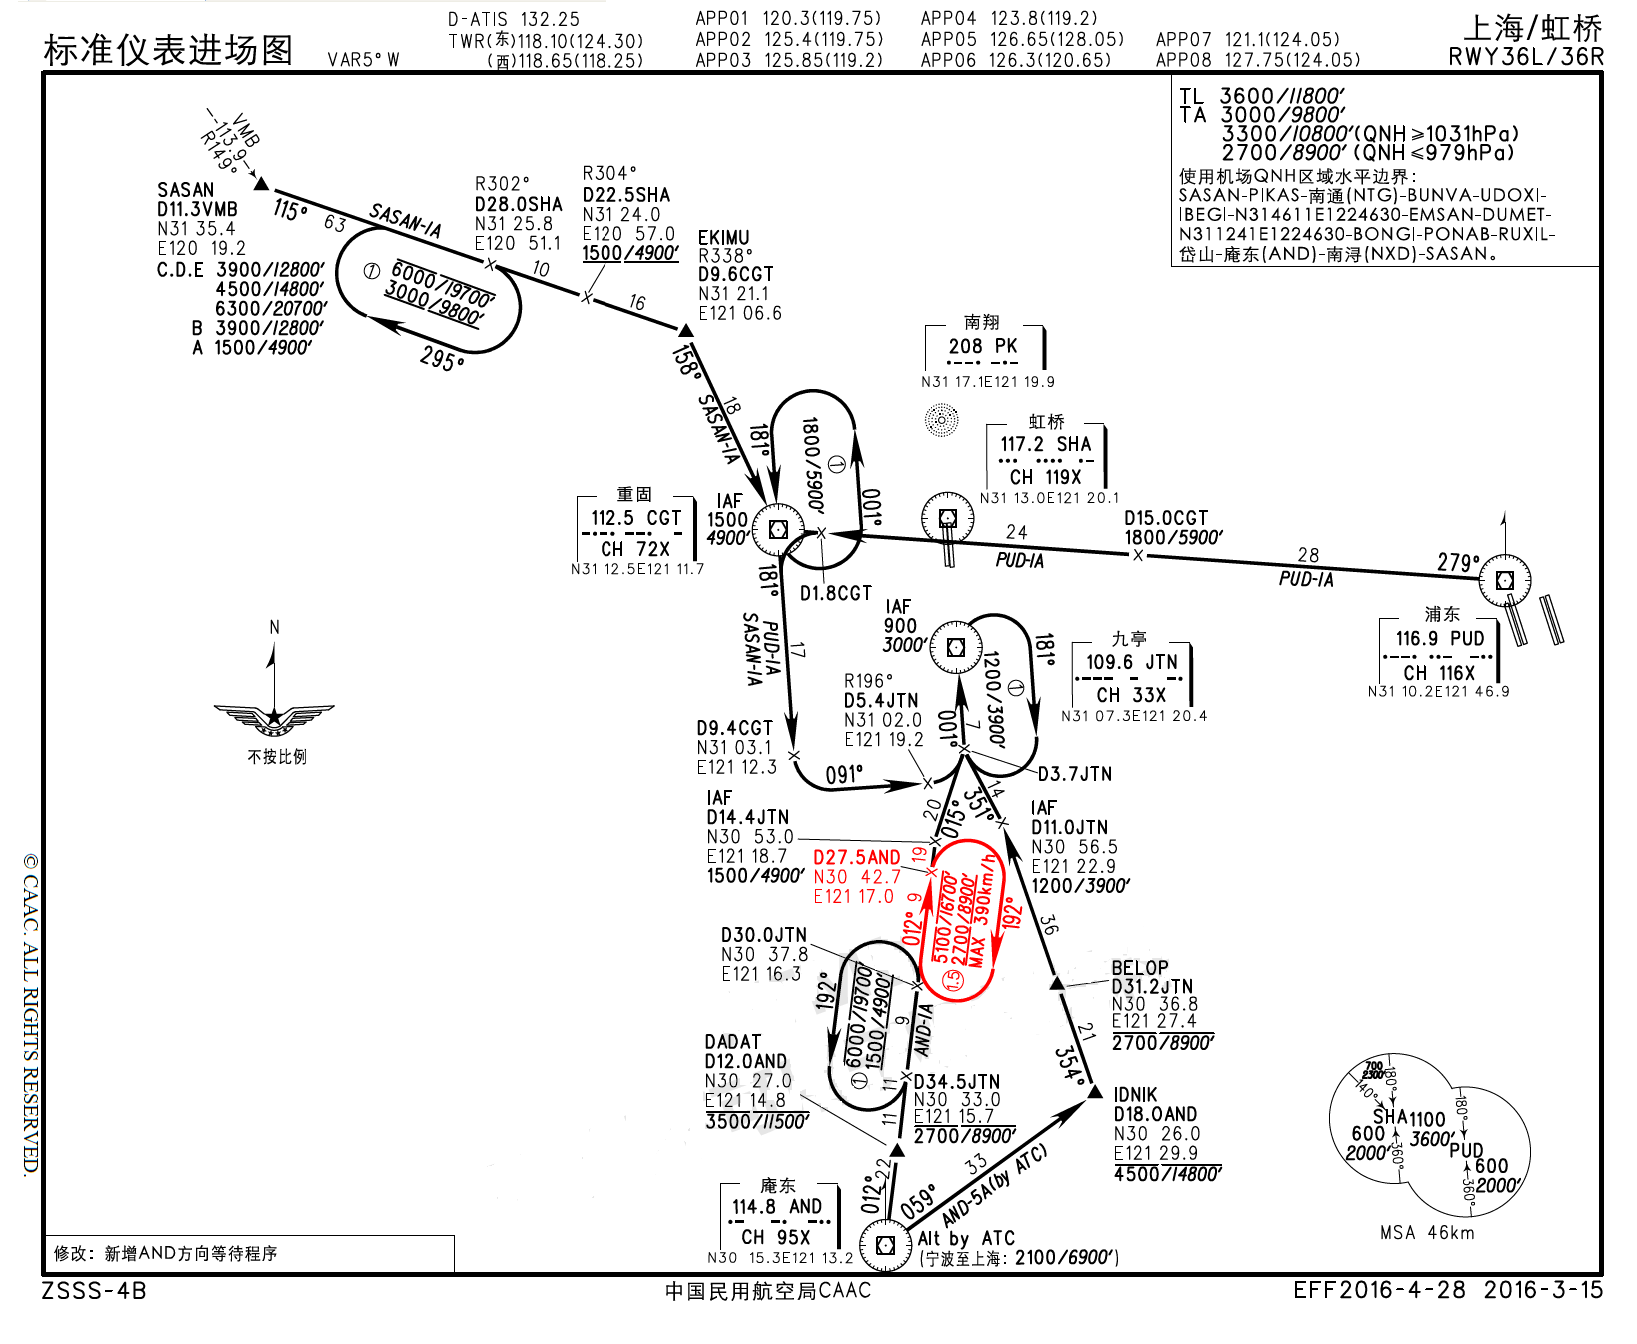 标准仪表进场图
VAR5° W
D-ATIS 132.25
TWR(东)118.10(124.30)
(西)118.65(118.25)
APP01 120.3(119.75)
APP02 125.4(119.75)
APP03 125.85(119.2)
APP04 123.8(119.2)
APP05 126.65(128.05)
APP06 126.3(120.65)
APP07 121.1(124.05)
APP08 127.75(124.05)
上海/虹桥
RWY36L/36R
TL 3600/11800′
TA 3000/9800′
3300/10800′(QNH≥1031hPa)
2700/8900′(QNH≤979hPa)
使用机场QNH区域水平边界:
SASAN-PIKAS-南通(NTG)-BUNVA-UDOXI-
IBEGI-N314611E1224630-EMSAN-DUMET-
N311241E1224630-BONGI-PONAB-RUXIL-
岱山-庵东(AND)-南浔(NXD)-SASAN。
VMB
113.9
R149°
SASAN
D11.3VMB
N31 35.4
E120 19.2
C.D.E 3900/12800′
4500/14800′
6300/20700′
B 3900/12800′
A 1500/4900′
115°
63
SASAN-1A
1
6000/19700′
3000/9800′
295°
R302°
D28.0SHA
N31 25.8
E120 51.1
10
R304°
D22.5SHA
N31 24.0
E120 57.0
1500/4900′
16
EKIMU
R338°
D9.6CGT
N31 21.1
E121 06.6
158°
18
SASAN-1A
181°
1800/5900′
1
001°
南翔
208 PK
N31 17.1E121 19.9
虹桥
117.2 SHA
CH 119X
N31 13.0E121 20.1
重固
112.5 CGT
CH 72X
N31 12.5E121 11.7
IAF
1500
4900′
D1.8CGT
24
PUD-1A
D15.0CGT
1800/5900′
28
PUD-1A
279°
浦东
116.9 PUD
CH 116X
N31 10.2E121 46.9
181°
17
PUD-1A
SASAN-1A
IAF
900
3000′
九亭
109.6 JTN
CH 33X
N31 07.3E121 20.4
181°
1200/3900′
1
001°
7
R196°
D5.4JTN
N31 02.0
E121 19.2
D9.4CGT
N31 03.1
E121 12.3
091°
D3.7JTN
N
不按比例
IAF
D14.4JTN
N30 53.0
E121 18.7
1500/4900′
20
015°
351°
14
IAF
D11.0JTN
N30 56.5
E121 22.9
1200/3900′
D27.5AND
N30 42.7
E121 17.0
19
9
012°
5100/16700′
2700/8900′
MAX 390km/h
1.5
192°
36
D30.0JTN
N30 37.8
E121 16.3
192°
6000/19700′
1500/4900′
1
9
AND-1A
11
BELOP
D31.2JTN
N30 36.8
E121 27.4
2700/8900′
21
354°
DADAT
D12.0AND
N30 27.0
E121 14.8
3500/11500′
D34.5JTN
N30 33.0
E121 15.7
2700/8900′
11
IDNIK
D18.0AND
N30 26.0
E121 29.9
4500/14800′
22
012°
059°
33
AND-5A(by ATC)
庵东
114.8 AND
CH 95X
N30 15.3E121 13.2
Alt by ATC
(宁波至上海: 2100/6900′)
700
2300′
140°
180°
SHA
1100
3600′
600
2000′
360°
180°
PUD
600
2000′
360°
MSA 46km
修改: 新增AND方向等待程序
© CAAC. ALL RIGHTS RESERVED.
ZSSS-4B
中国民用航空局CAAC
EFF2016-4-28 2016-3-15